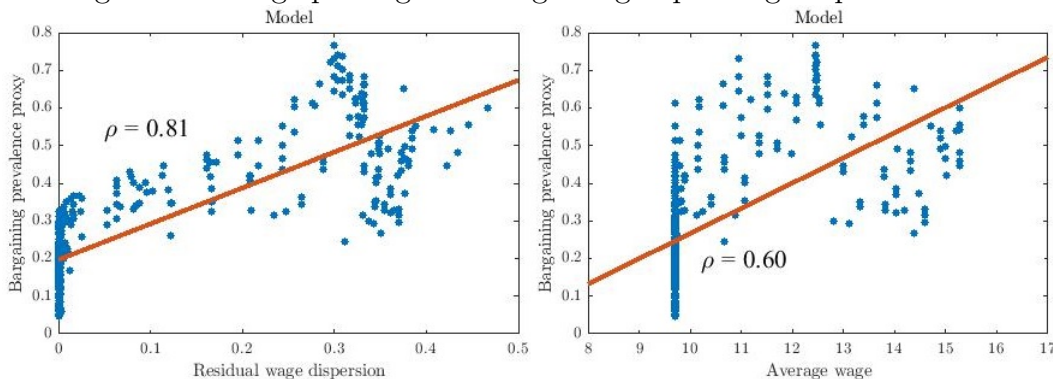 Model
Bargaining prevalence proxy
0.8
0.7
0.6
0.5
0.4
0.3
0.2
0.1
0
ρ = 0.81
0 0.1 0.2 0.3 0.4 0.5
Residual wage dispersion
Model
Bargaining prevalence proxy
0.8
0.7
0.6
0.5
0.4
0.3
0.2
0.1
0
ρ = 0.60
8 9 10 11 12 13 14 15 16 17
Average wage